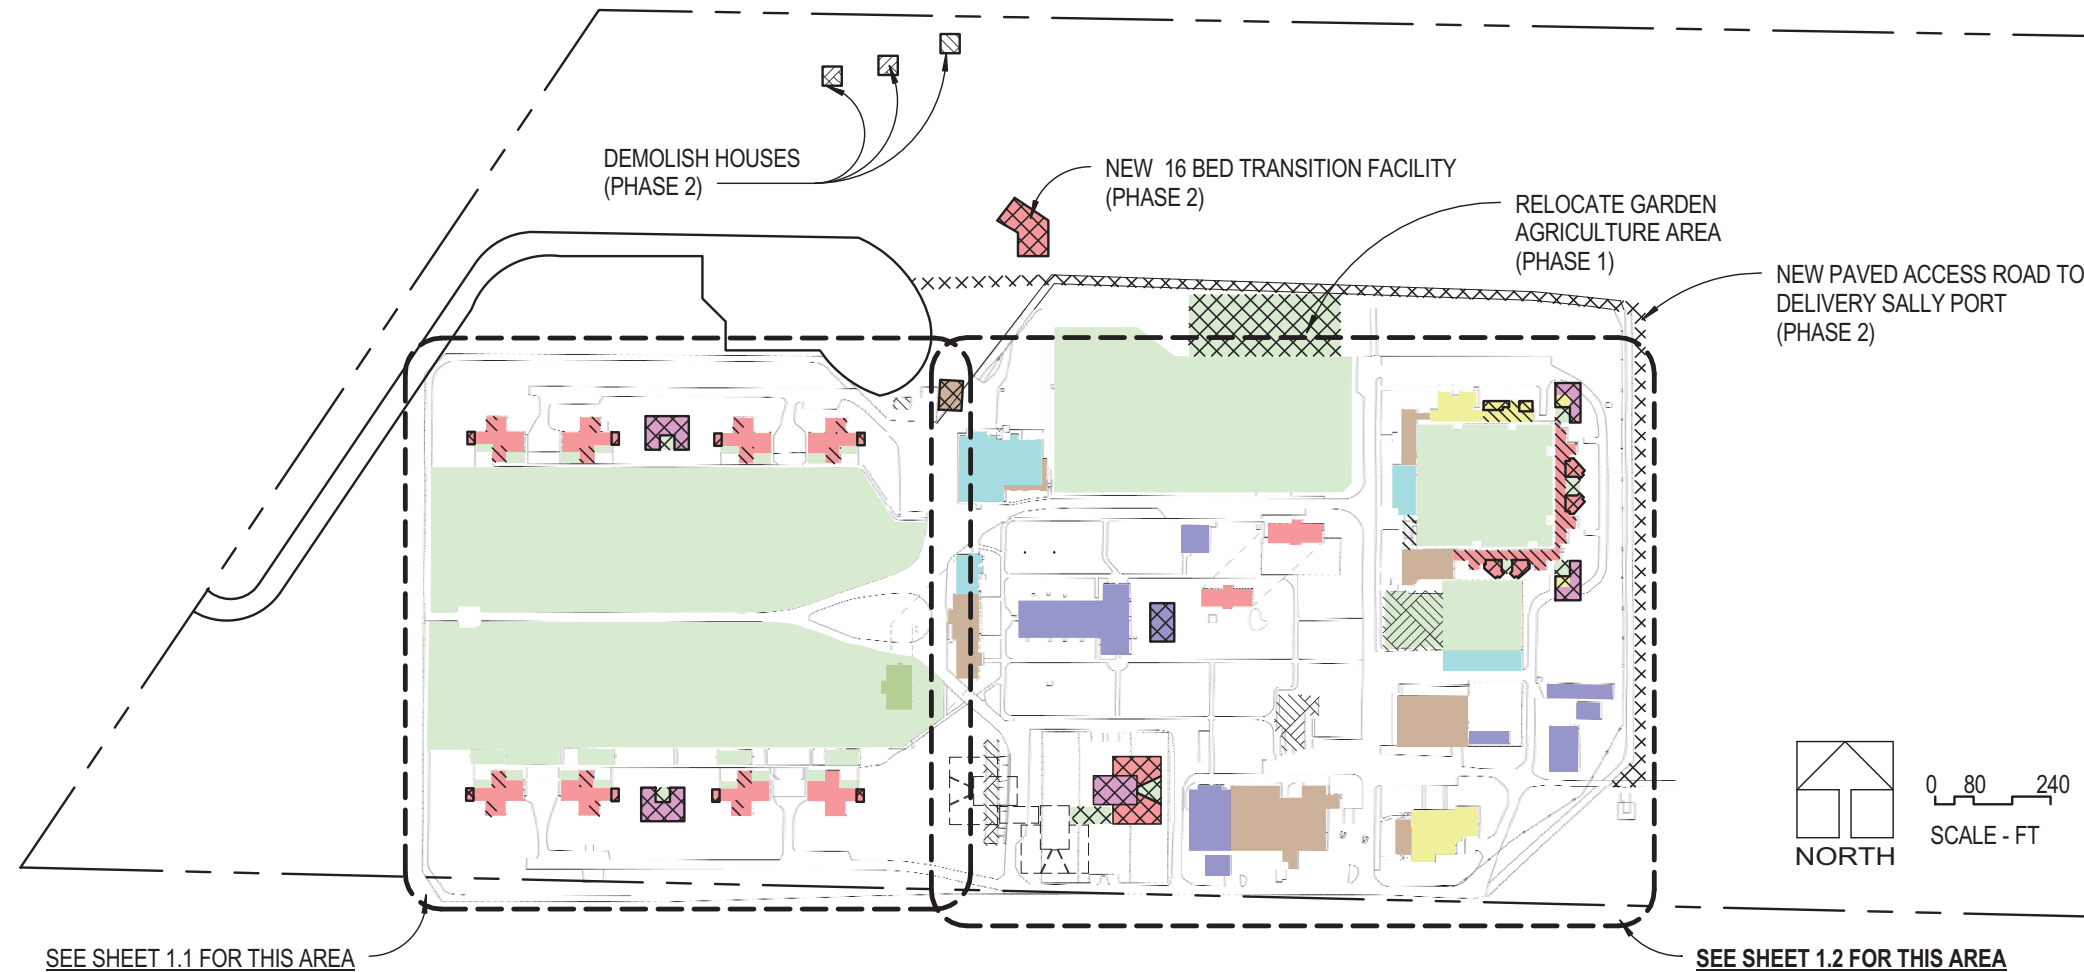 DEMOLISH HOUSES
(PHASE 2)
NEW 16 BED TRANSITION FACILITY
(PHASE 2)
RELOCATE GARDEN
AGRICULTURE AREA
(PHASE 1)
NEW PAVED ACCESS ROAD TO
DELIVERY SALLY PORT
(PHASE 2)
0 80 240
SCALE - FT
NORTH
SEE SHEET 1.1 FOR THIS AREA
SEE SHEET 1.2 FOR THIS AREA